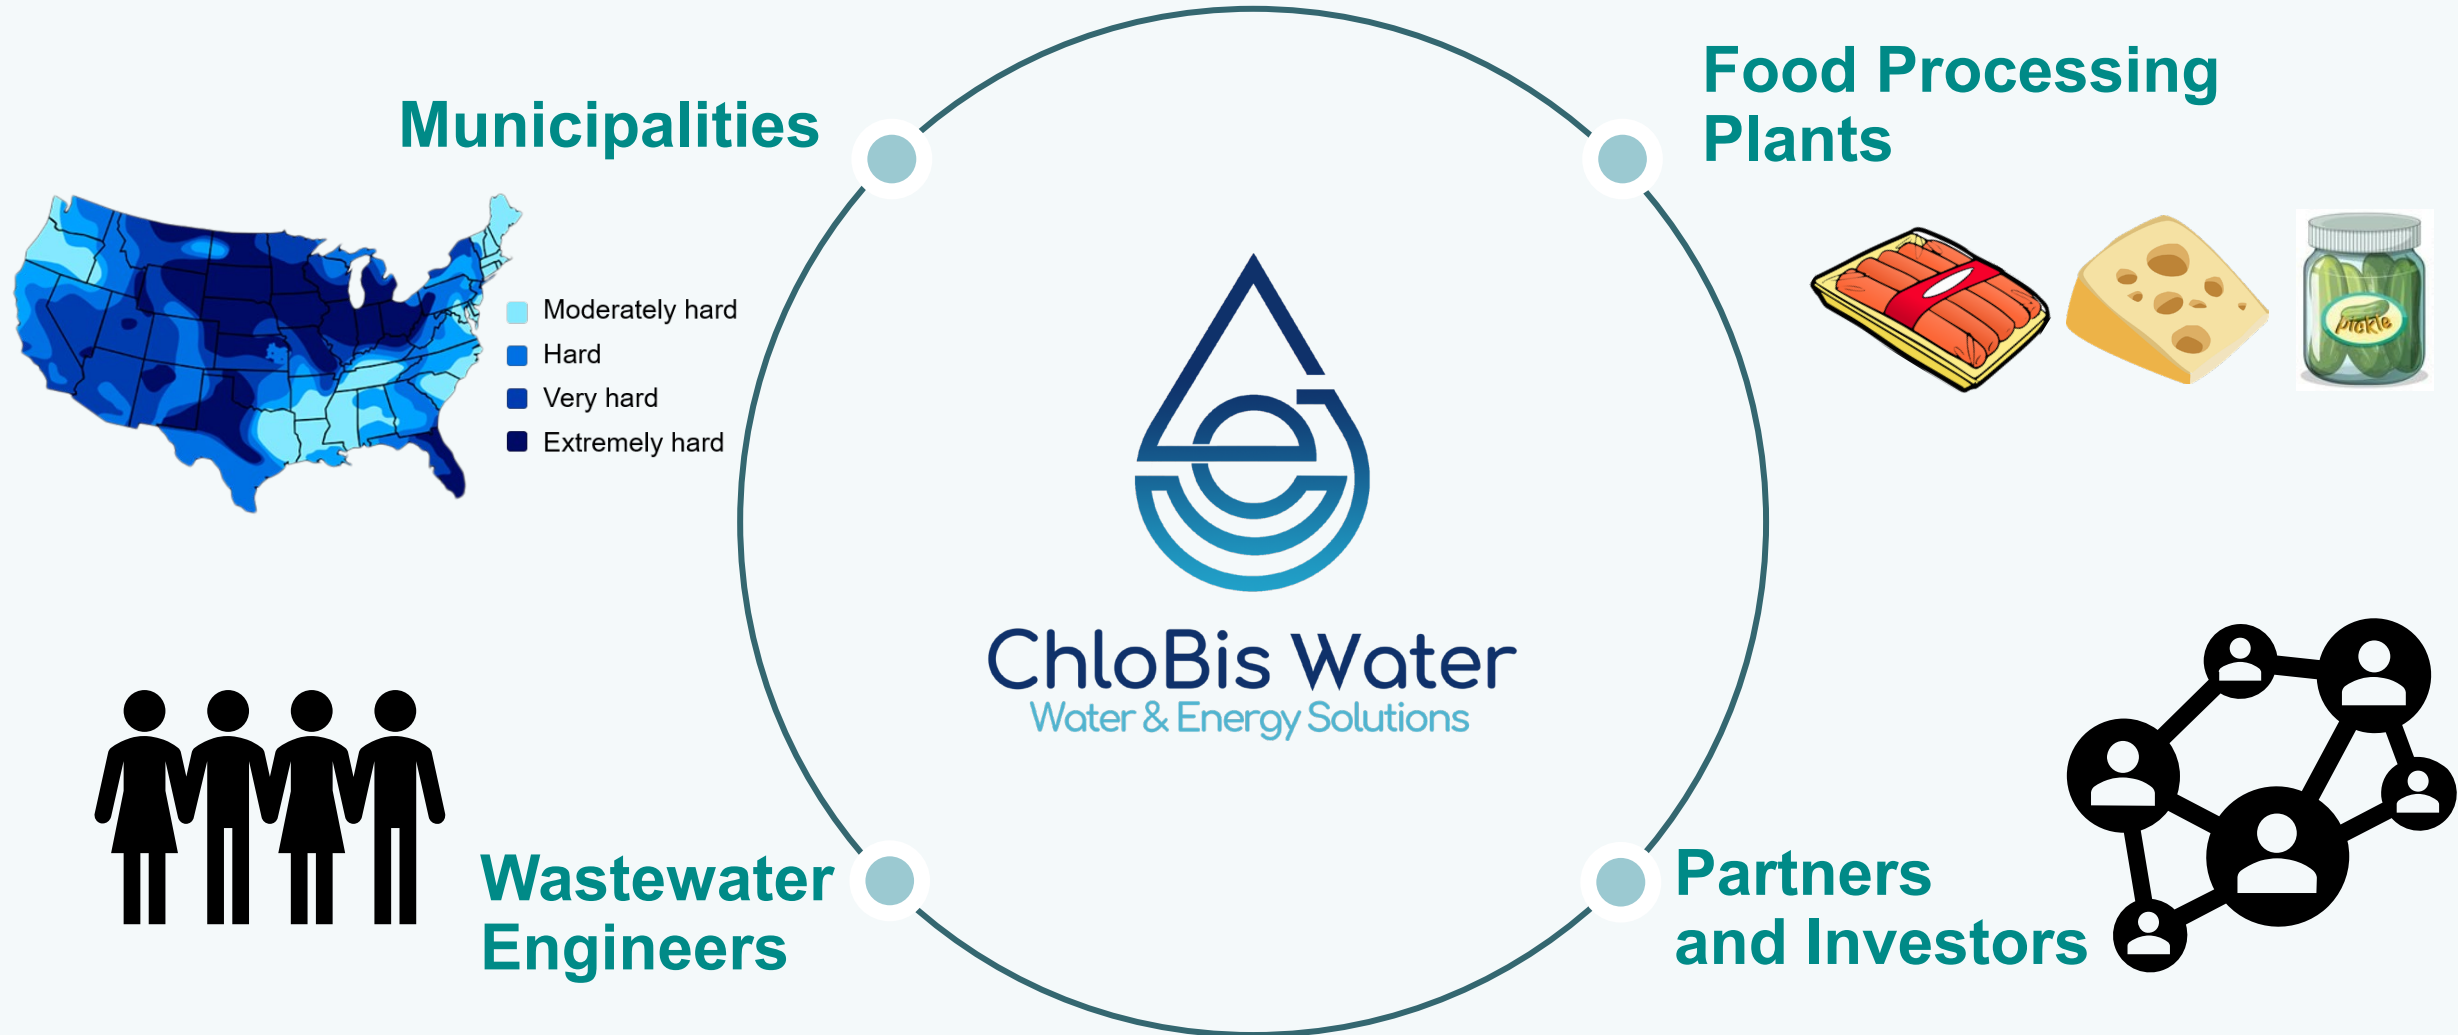 Municipalities
Moderately hard
Hard
Very hard
Extremely hard
Food Processing
Plants
pickle
ChloBis Water
Water & Energy Solutions
Wastewater
Engineers
Partners
and Investors